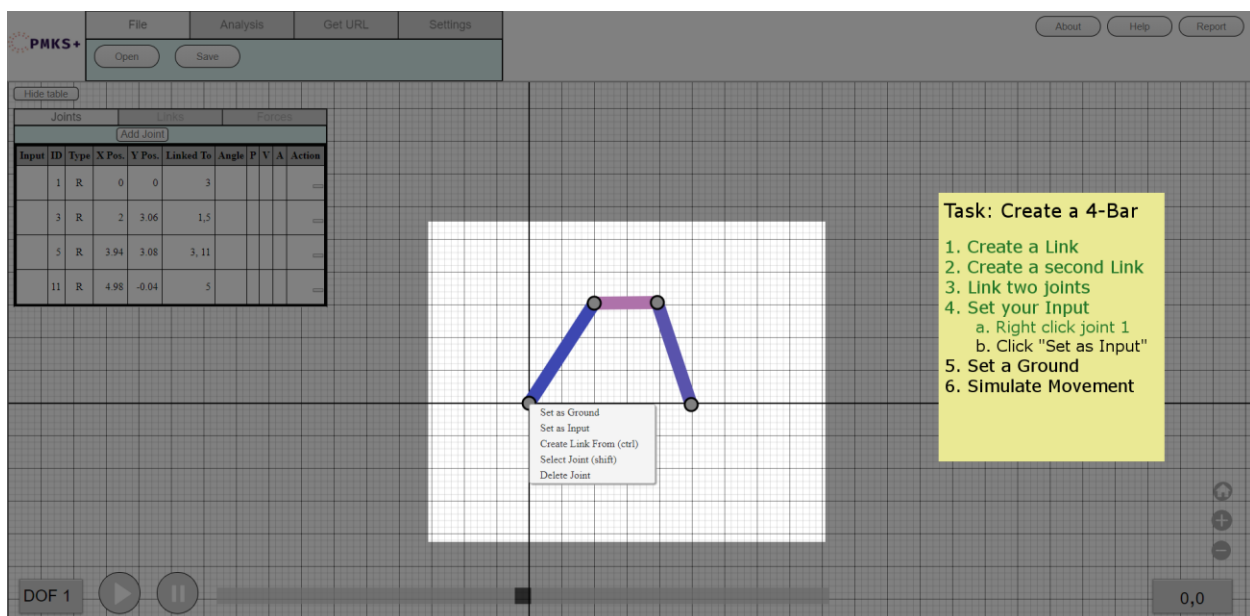 PMKS+
File Analysis Get URL Settings
Open Save
About Help Report
Hide table
Joints Links Forces
Add Joint
Input ID Type X Pos. Y Pos. Linked To Angle P V A Action
1 R 0 0 3
3 R 2 3.06 1,5
5 R 3.94 3.08 3, 11
11 R 4.98 -0.04 5
Set as Ground
Set as Input
Create Link From (ctrl)
Select Joint (shift)
Delete Joint
Task: Create a 4-Bar
1. Create a Link
2. Create a second Link
3. Link two joints
4. Set your Input
a. Right click joint 1
b. Click "Set as Input"
5. Set a Ground
6. Simulate Movement
DOF 1
0,0